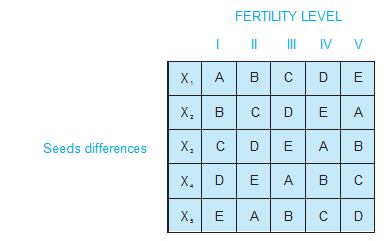 FERTILITY LEVEL
I II III IV V
X₁ A B C D E
X₂ B C D E A
Seeds differences X₃ C D E A B
X₄ D E A B C
X₅ E A B C D